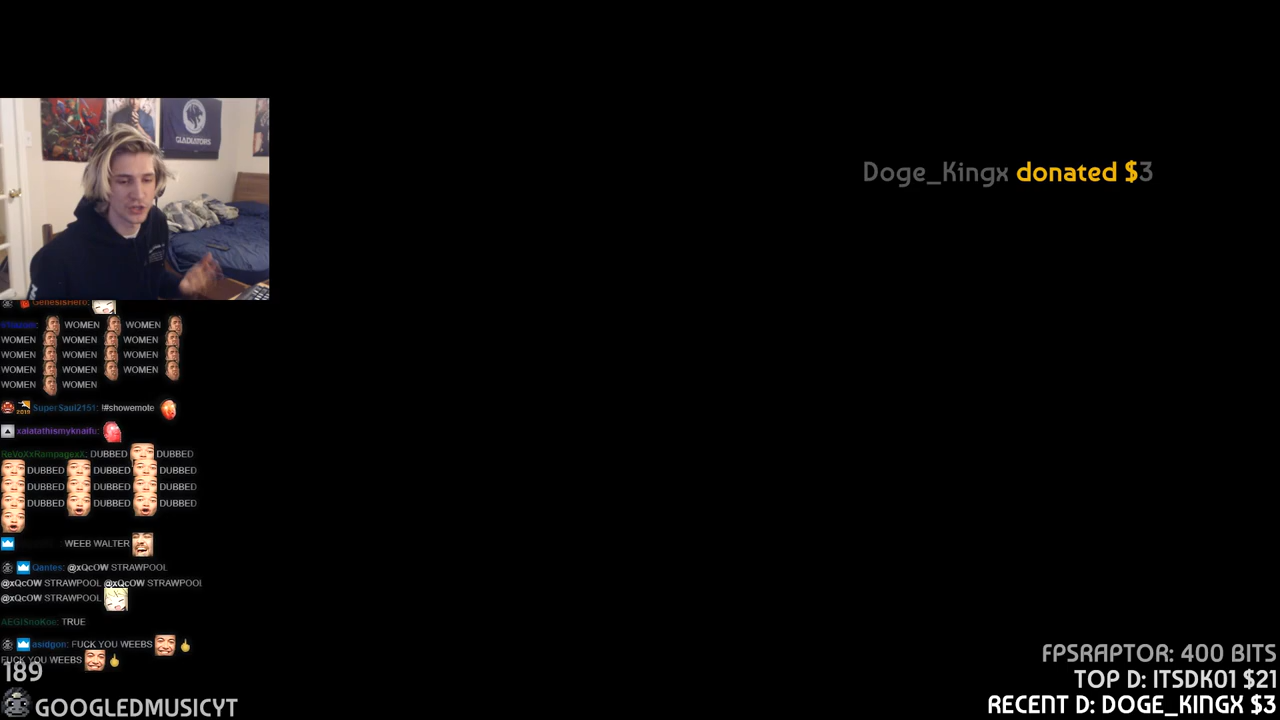 GLADIATORS
Doge_Kingx donated $3
GenesisHero:
WOMEN WOMEN
WOMEN WOMEN WOMEN
WOMEN WOMEN WOMEN
WOMEN WOMEN WOMEN
WOMEN WOMEN
SuperSaul2151: !#showemote
xalatathismyknaifu:
ReVoXxRampagexX: DUBBED DUBBED
DUBBED DUBBED DUBBED
DUBBED DUBBED DUBBED
DUBBED DUBBED DUBBED
: WEEB WALTER
Qantes: @xQcOW STRAWPOOL
@xQcOW STRAWPOOL @xQcOW STRAWPOOL
@xQcOW STRAWPOOL
AEGISnoKoe: TRUE
asidgon: FUCK YOU WEEBS
FUCK YOU WEEBS
189
GOOGLEDMUSICYT
FPSRAPTOR: 400 BITS
TOP D: ITSDK01 $21
RECENT D: DOGE_KINGX $3